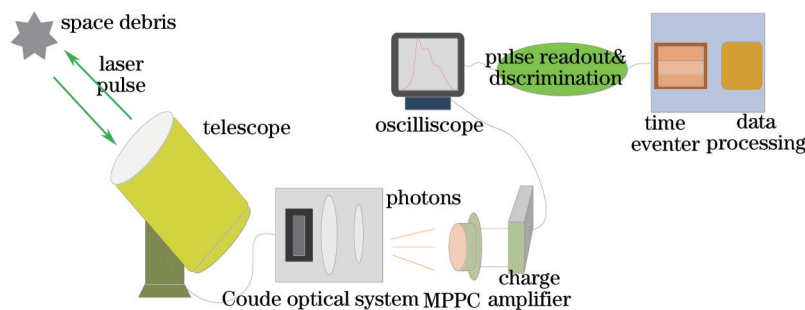 space debris
laser
pulse
telescope
oscilliscope
pulse readout&
discrimination
time
eventer
data
processing
photons
Coude optical system
MPPC
charge
amplifier